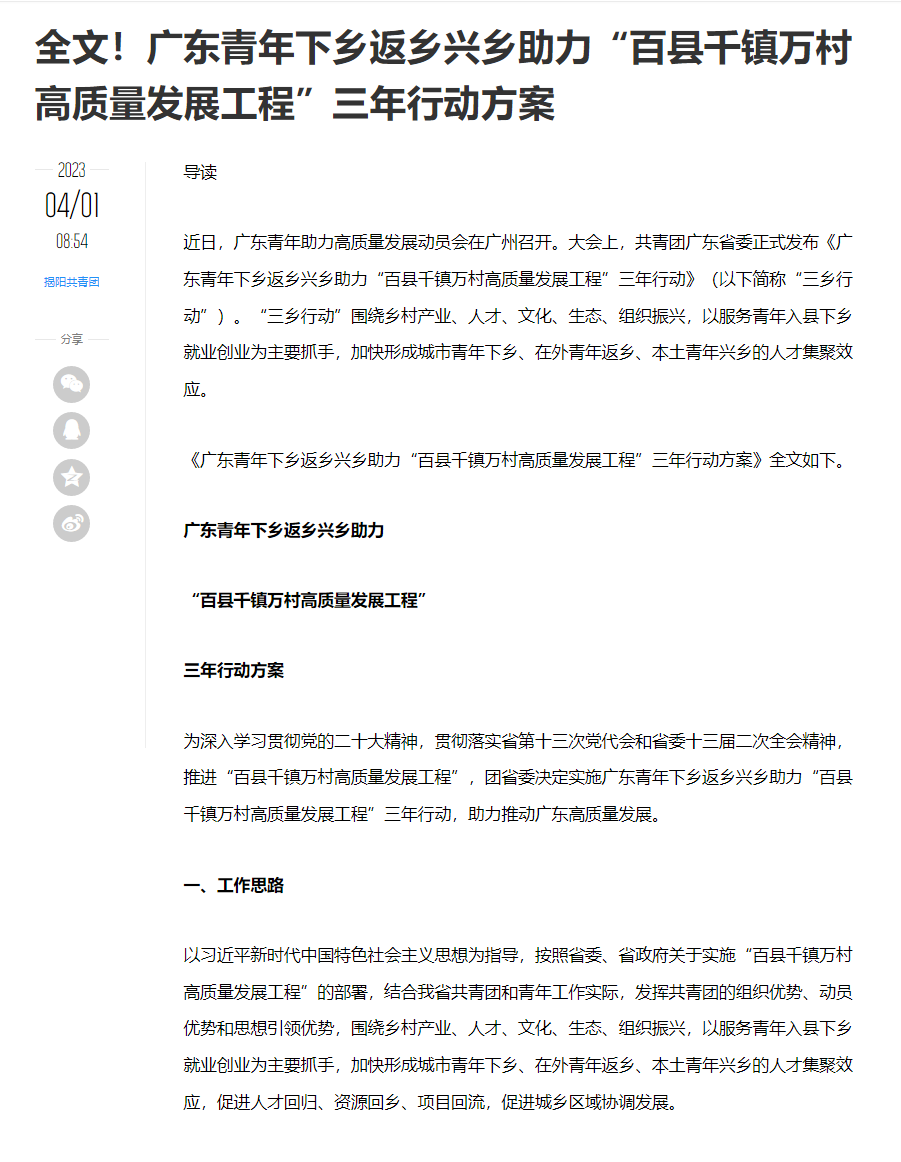 全文！广东青年下乡返乡兴乡助力“百县千镇万村
高质量发展工程”三年行动方案
2023
04/01
08:54
揭阳共青团
分享
导读
近日，广东青年助力高质量发展动员会在广州召开。大会上，共青团广东省委正式发布《广
东青年下乡返乡兴乡助力“百县千镇万村高质量发展工程”三年行动》（以下简称“三乡行
动”）。“三乡行动”围绕乡村产业、人才、文化、生态、组织振兴，以服务青年入县下乡
就业创业为主要抓手，加快形成城市青年下乡、在外青年返乡、本土青年兴乡的人才集聚效
应。
《广东青年下乡返乡兴乡助力“百县千镇万村高质量发展工程”三年行动方案》全文如下。
广东青年下乡返乡兴乡助力
“百县千镇万村高质量发展工程”
三年行动方案
为深入学习贯彻党的二十大精神，贯彻落实省第十三次党代会和省委十三届二次全会精神，
推进“百县千镇万村高质量发展工程”，团省委决定实施广东青年下乡返乡兴乡助力“百县
千镇万村高质量发展工程”三年行动，助力推动广东高质量发展。
一、工作思路
以习近平新时代中国特色社会主义思想为指导，按照省委、省政府关于实施“百县千镇万村
高质量发展工程”的部署，结合我省共青团和青年工作实际，发挥共青团的组织优势、动员
优势和思想引领优势，围绕乡村产业、人才、文化、生态、组织振兴，以服务青年入县下乡
就业创业为主要抓手，加快形成城市青年下乡、在外青年返乡、本土青年兴乡的人才集聚效
应，促进人才回归、资源回乡、项目回流，促进城乡区域协调发展。